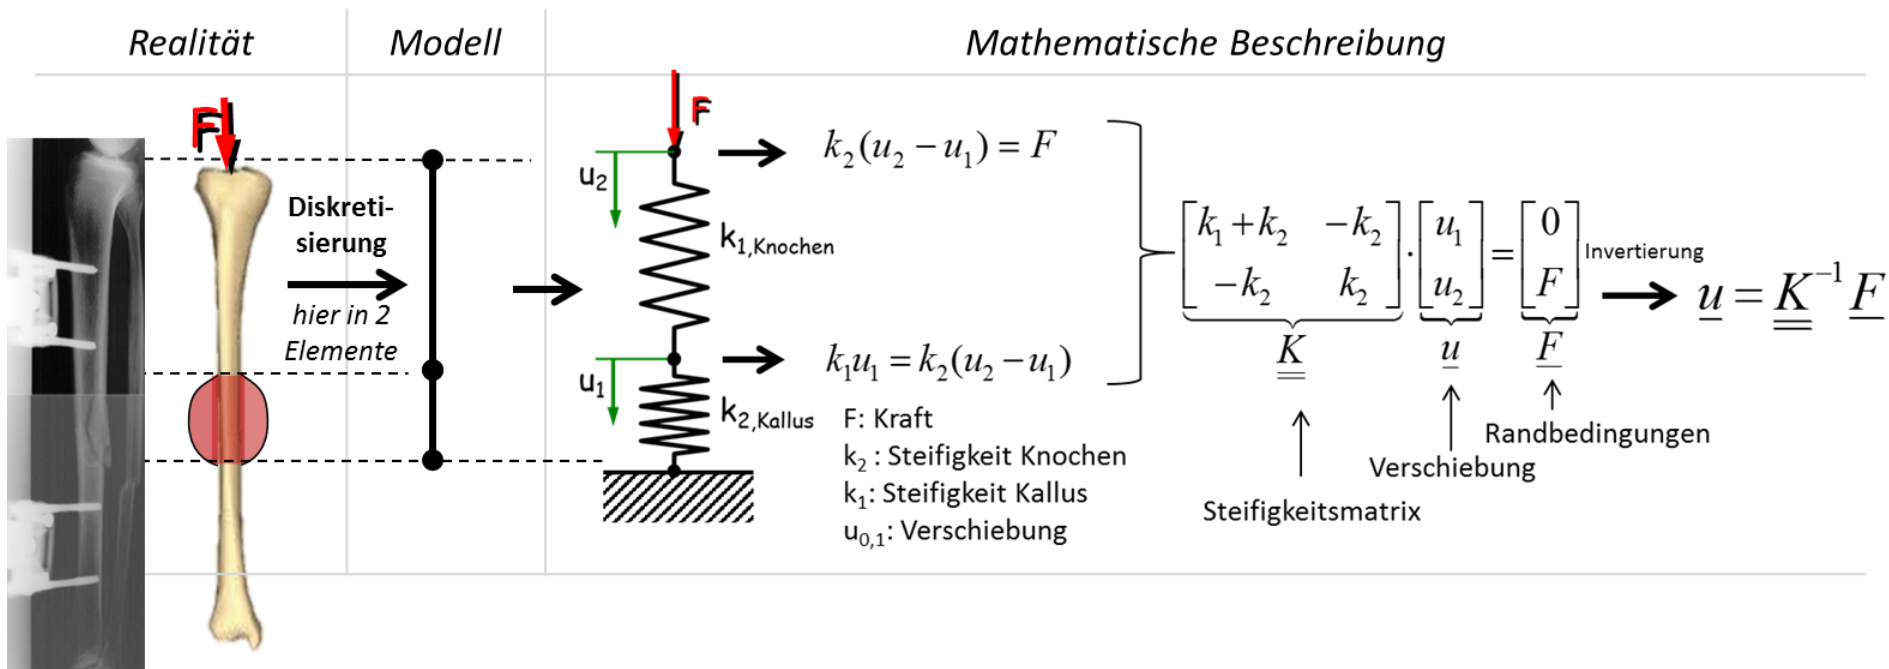 Realität
Modell
Mathematische Beschreibung
F
Diskreti-
sierung
hier in 2
Elemente
F
u₂
k₁,Knochen
u₁
k₂,Kallus
k₂(u₂ − u₁) = F
k₁u₁ = k₂(u₂ − u₁)
F: Kraft
k₂ : Steifigkeit Knochen
k₁: Steifigkeit Kallus
u₀,₁: Verschiebung
[k₁ + k₂ −k₂] · [u₁] = [0]
[−k₂ k₂] [u₂] [F]
K u F
Randbedingungen
Verschiebung
Steifigkeitsmatrix
Invertierung
u = K⁻¹ F